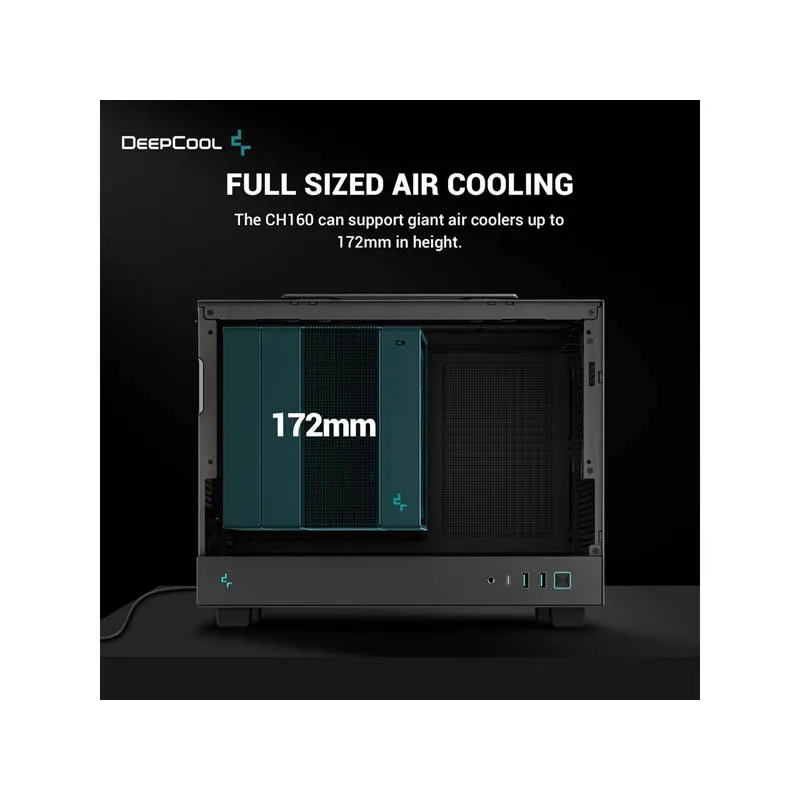 DEEPCOOL
FULL SIZED AIR COOLING
The CH160 can support giant air coolers up to
172mm in height.
172mm